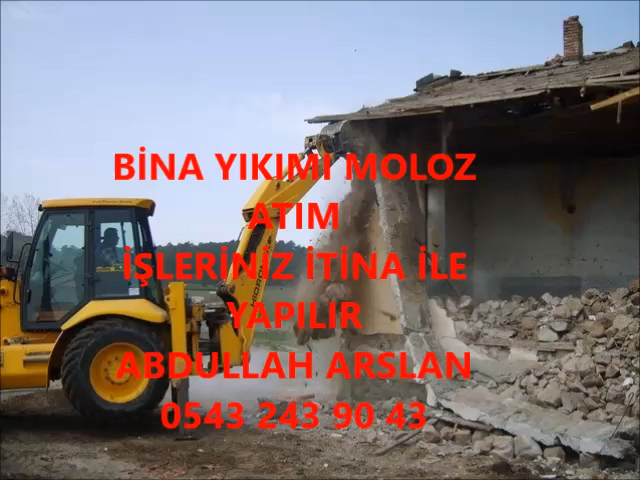 BİNA YIKIMI MOLOZ
ATIM
İŞLERİNİZ İTİNA İLE
YAPILIR
ABDULLAH ARSLAN
0543 243 90 43